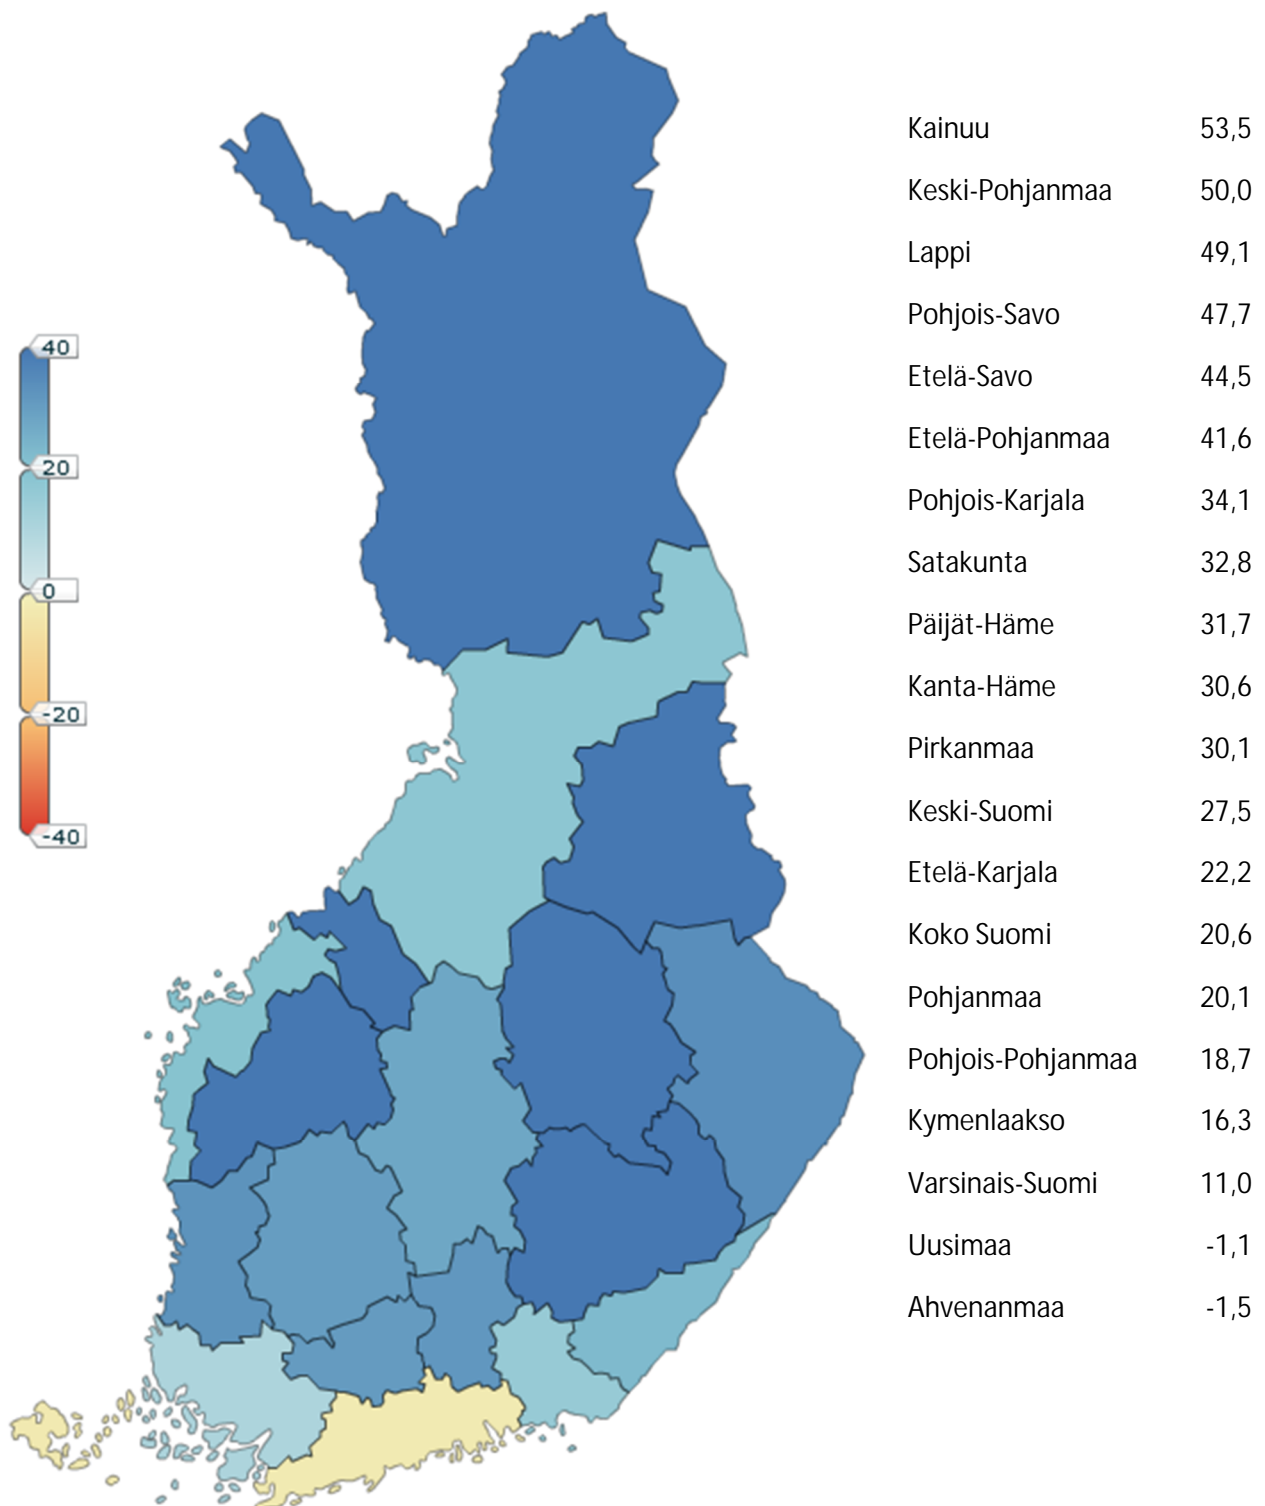 Kainuu 53,5
Keski-Pohjanmaa 50,0
Lappi 49,1
Pohjois-Savo 47,7
Etelä-Savo 44,5
Etelä-Pohjanmaa 41,6
Pohjois-Karjala 34,1
Satakunta 32,8
Päijät-Häme 31,7
Kanta-Häme 30,6
Pirkanmaa 30,1
Keski-Suomi 27,5
Etelä-Karjala 22,2
Koko Suomi 20,6
Pohjanmaa 20,1
Pohjois-Pohjanmaa 18,7
Kymenlaakso 16,3
Varsinais-Suomi 11,0
Uusimaa -1,1
Ahvenanmaa -1,5
40
20
0
-20
-40